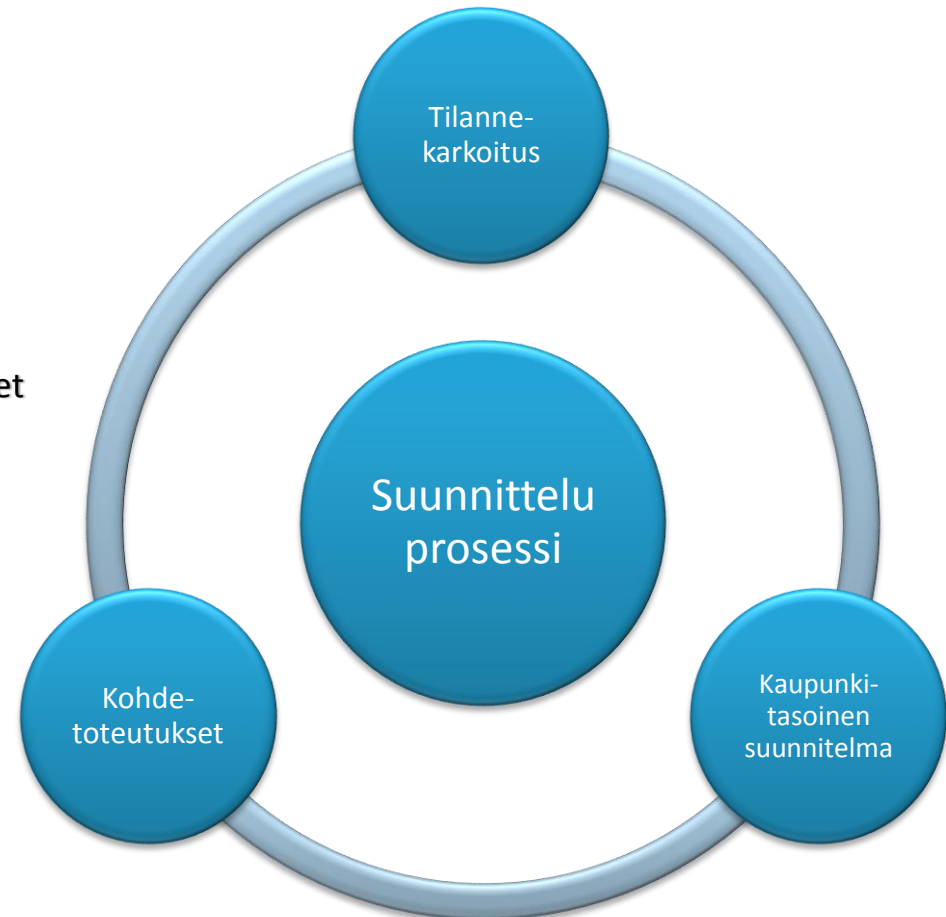 Tilanne-
karkoitus
et
Suunnittelu
prosessi
Kohde-
toteutukset
Kaupunki-
tasoinen
suunnitelma